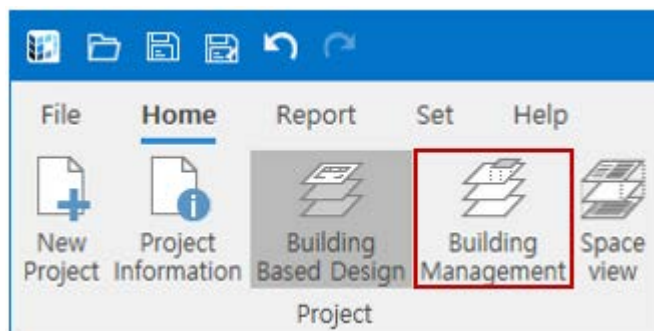 File Home Report Set Help
New Project
Project Information
Building Based Design
Building Management
Space view
Project